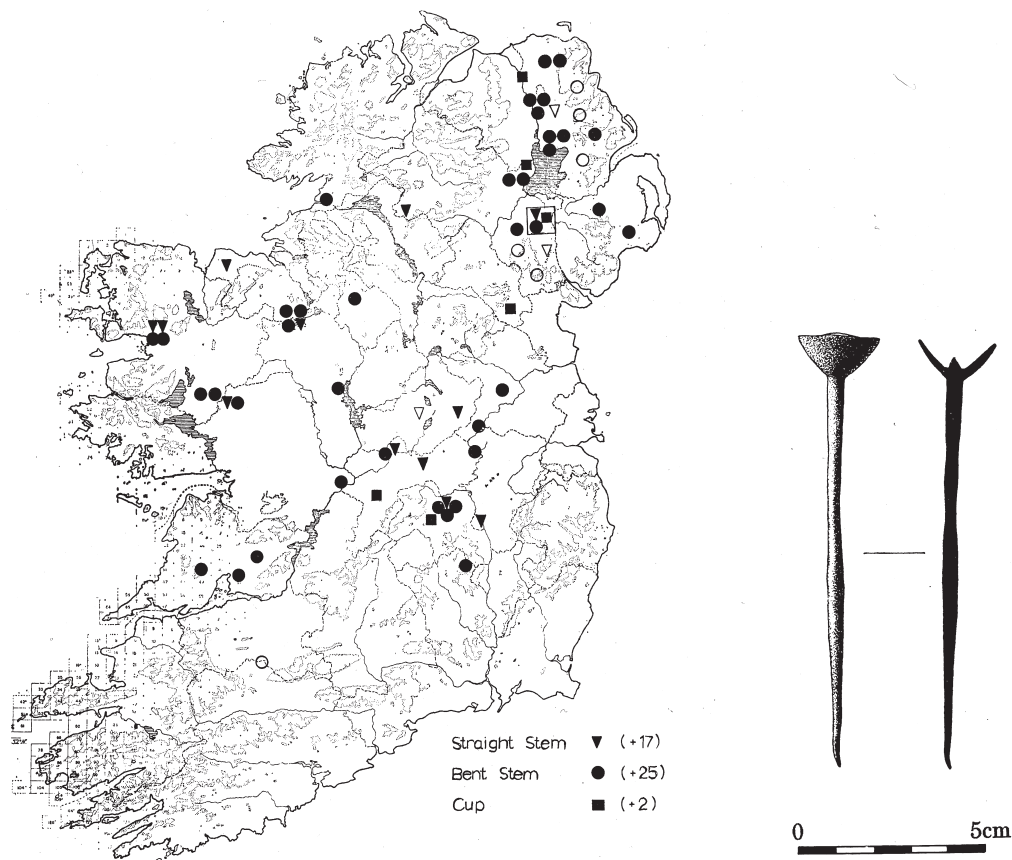 Straight Stem ▼ (+17)
Bent Stem ● (+25)
Cup ■ (+2)
0 5cm